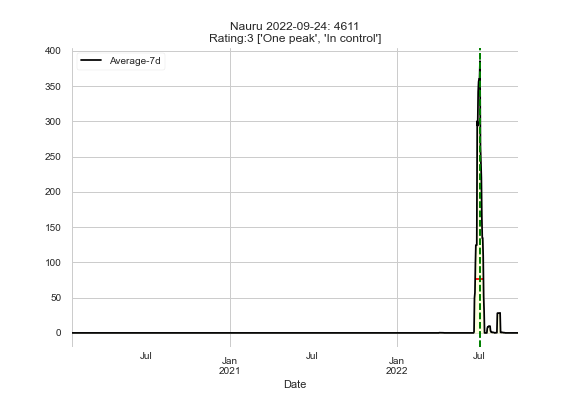 Nauru 2022-09-24: 4611
Rating:3 ['One peak', 'In control']
400
350
300
250
200
150
100
50
0
Average-7d
Jul
Jan
2021
Jul
Jan
2022
Jul
Date